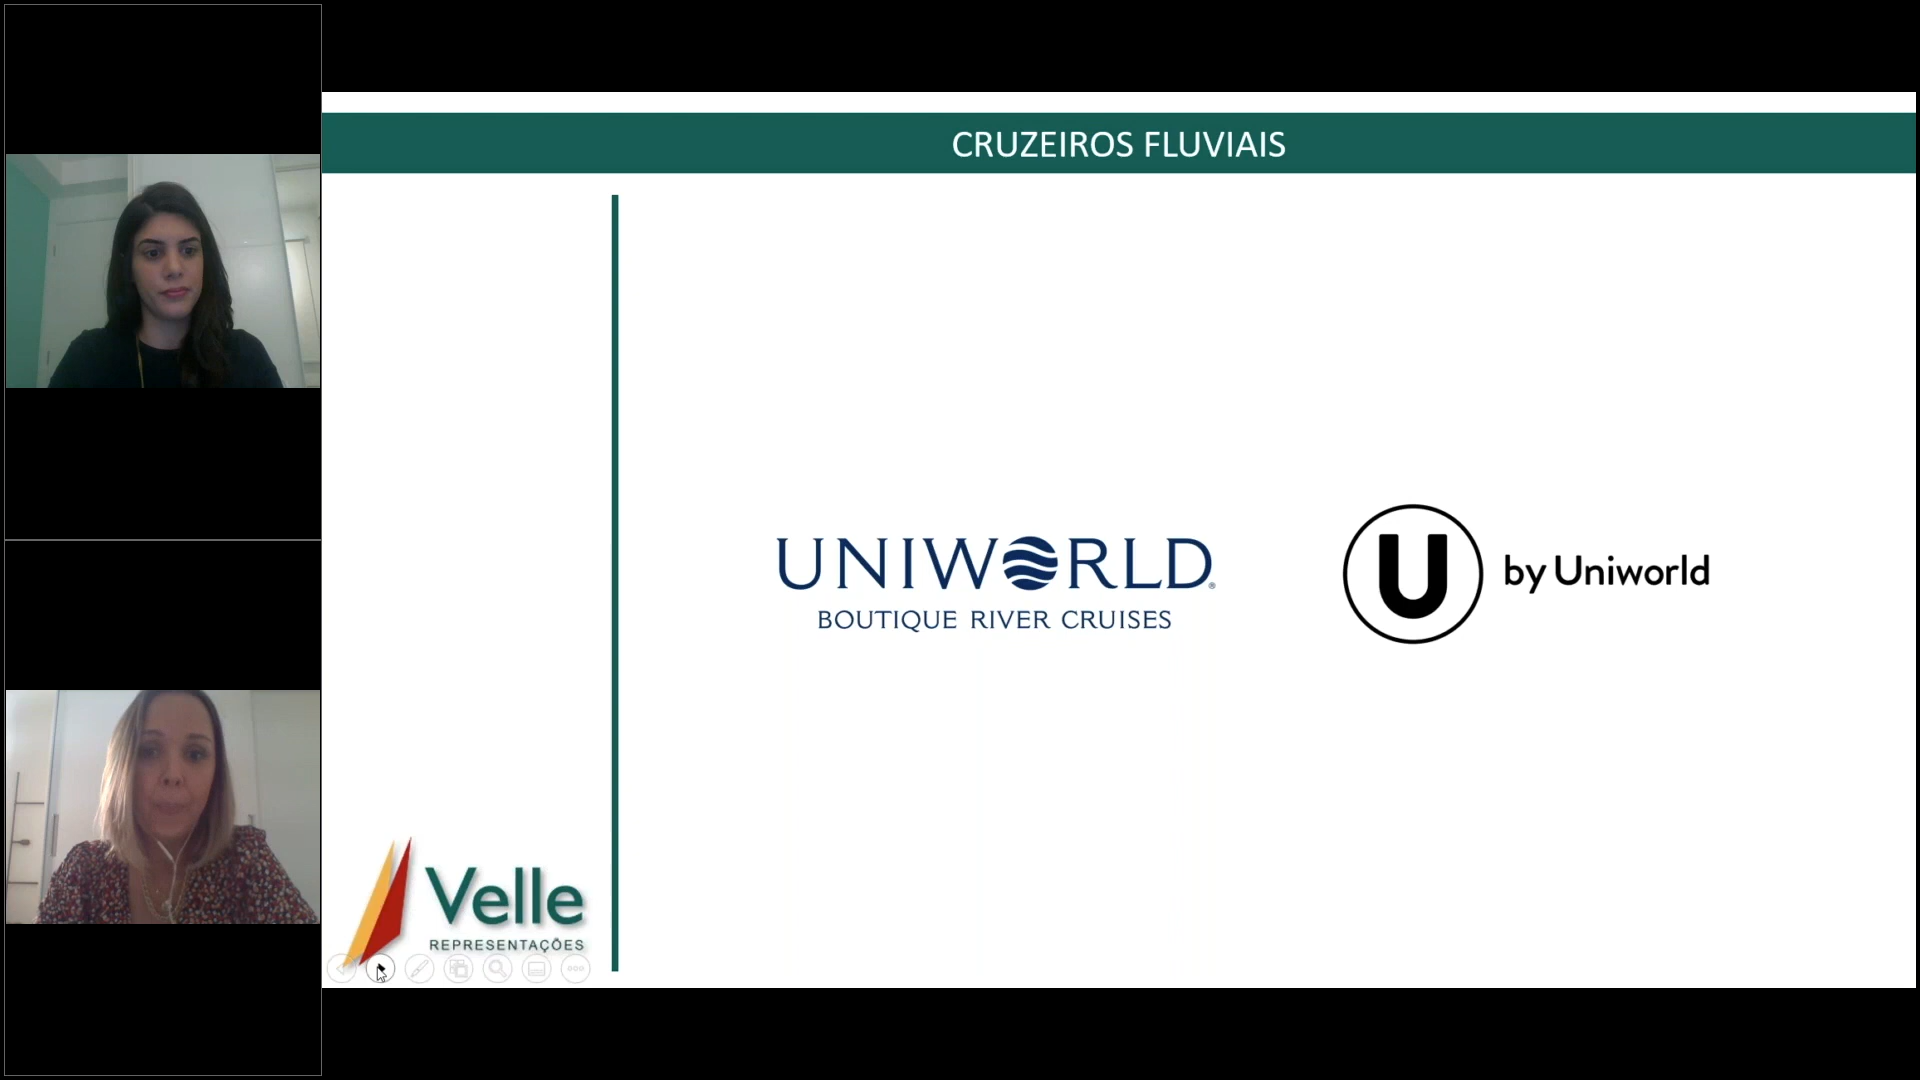 CRUZEIROS FLUVIAIS
UNIWORLD®
BOUTIQUE RIVER CRUISES
U by Uniworld
Velle
REPRESENTAÇÕES